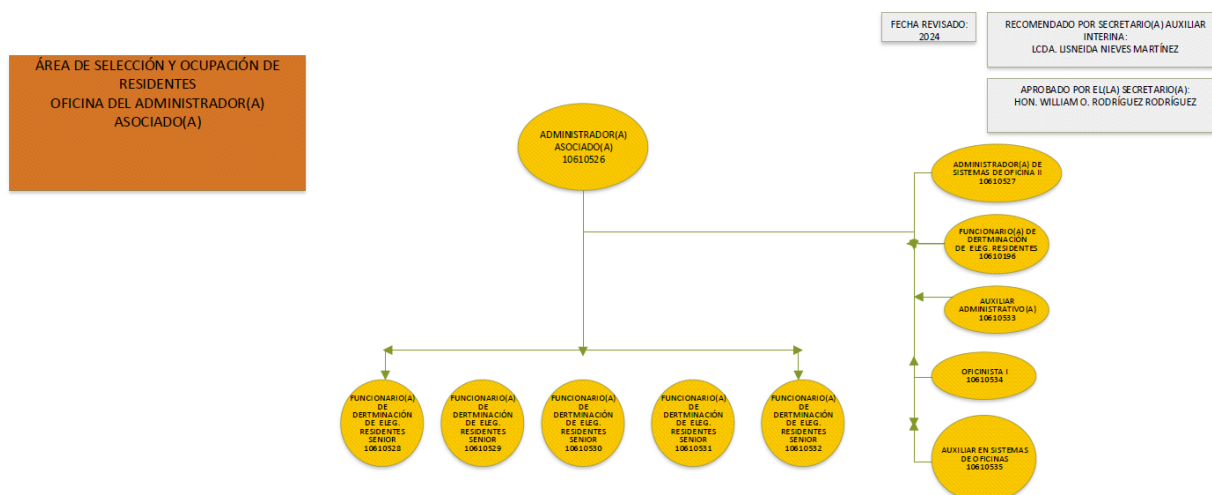 FECHA REVISADO:
2024
RECOMENDADO POR SECRETARIO(A) AUXILIAR
INTERINA:
LCDA. LISNEIDA NIEVES MARTÍNEZ
ÁREA DE SELECCIÓN Y OCUPACIÓN DE
RESIDENTES
OFICINA DEL ADMINISTRADOR(A)
ASOCIADO(A)
APROBADO POR EL(LA) SECRETARIO(A):
HON. WILLIAM O. RODRÍGUEZ RODRÍGUEZ
ADMINISTRADOR(A)
ASOCIADO(A)
10610526
ADMINISTRADOR(A) DE
SISTEMAS DE OFICINA II
10610527
FUNCIONARIO(A) DE
DERTMINACIÓN
DE ELEG. RESIDENTES
10610196
AUXILIAR
ADMINISTRATIVO(A)
10610533
OFICINISTA I
10610534
AUXILIAR EN SISTEMAS
DE OFICINAS
10610535
FUNCIONARIO(A)
DE
DERTMINACIÓN
DE ELEG.
RESIDENTES
SENIOR
10610528
FUNCIONARIO(A)
DE
DERTMINACIÓN
DE ELEG.
RESIDENTES
SENIOR
10610529
FUNCIONARIO(A)
DE
DERTMINACIÓN
DE ELEG.
RESIDENTES
SENIOR
10610530
FUNCIONARIO(A)
DE
DERTMINACIÓN
DE ELEG.
RESIDENTES
SENIOR
10610531
FUNCIONARIO(A)
DE
DERTMINACIÓN
DE ELEG.
RESIDENTES
SENIOR
10610532